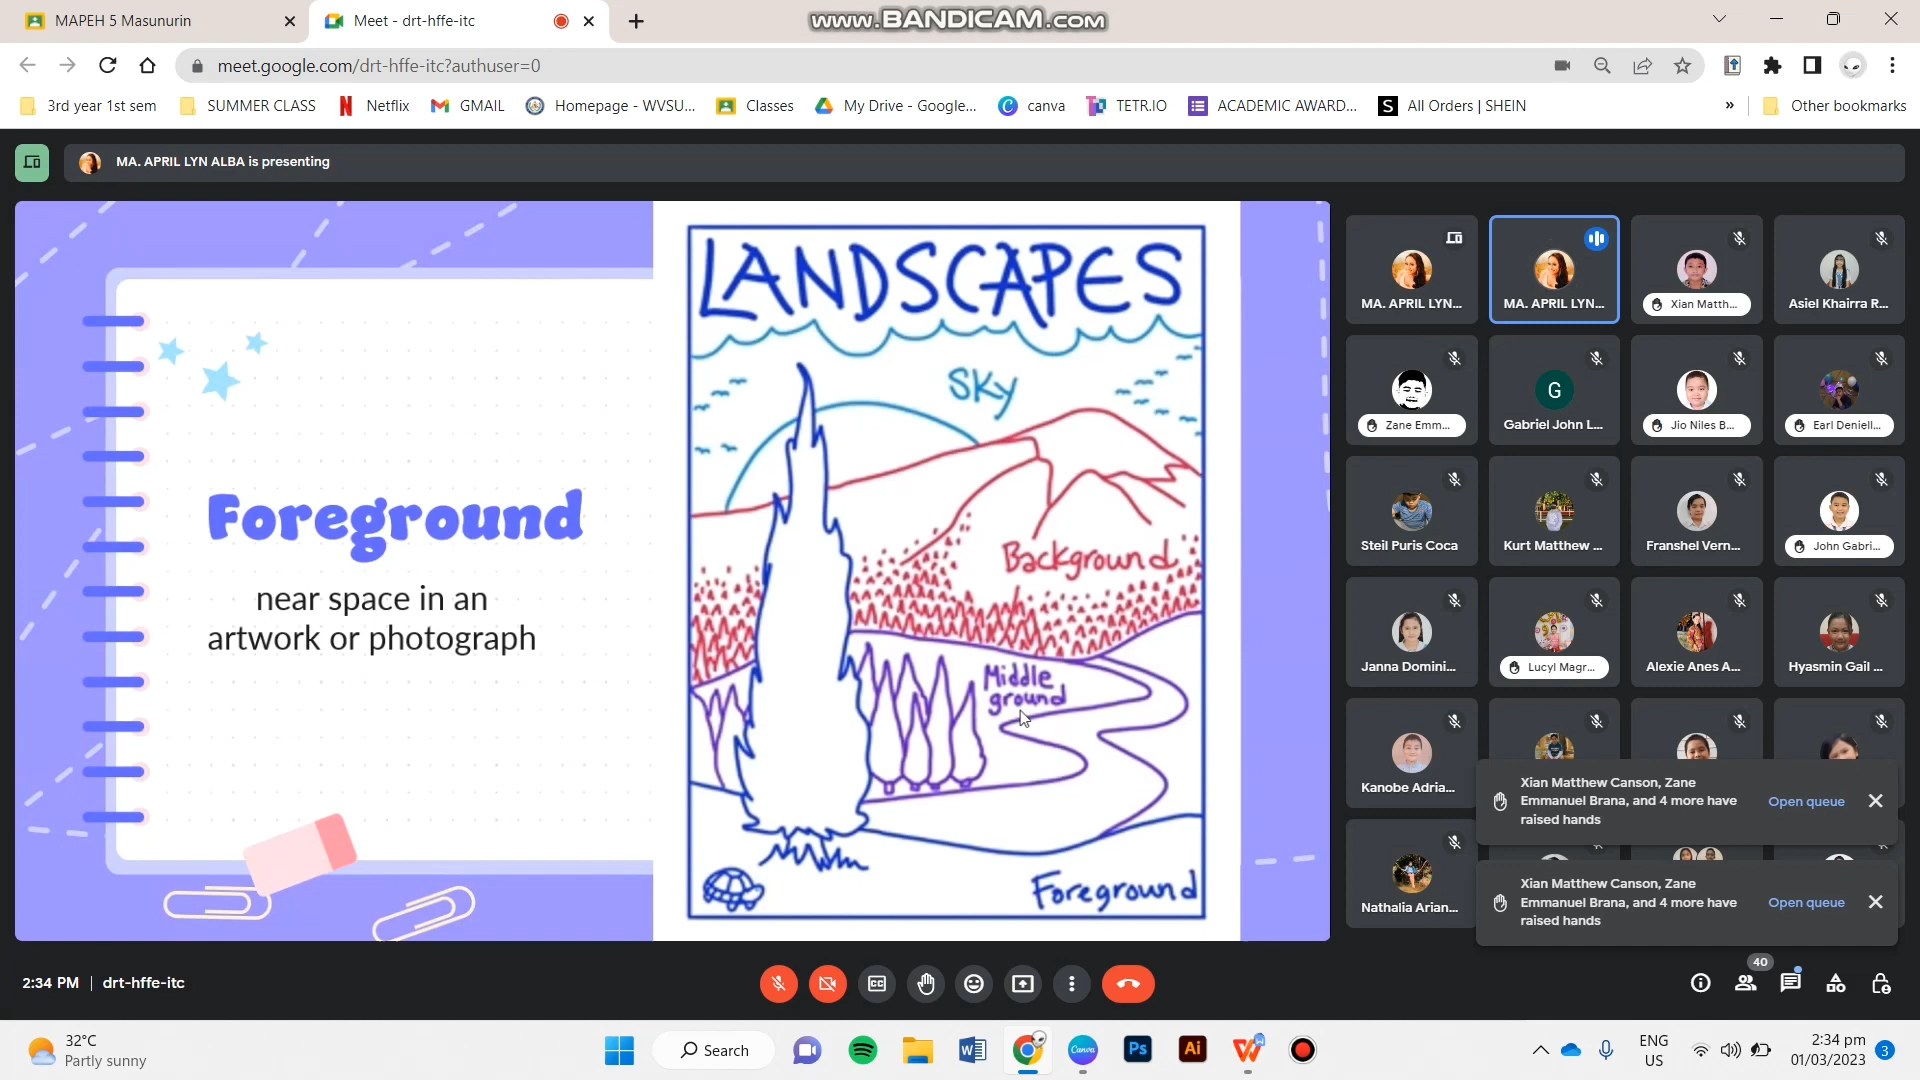 MAPEH 5 Masunurin
Meet - drt-hffe-itc
www.BANDICAM.com
meet.google.com/drt-hffe-itc?authuser=0
3rd year 1st sem
SUMMER CLASS
Netflix
GMAIL
Homepage - WVSU...
Classes
My Drive - Google...
canva
TETR.IO
ACADEMIC AWARD...
S
All Orders | SHEIN
»
Other bookmarks
MA. APRIL LYN ALBA is presenting
Foreground
near space in an
artwork or photograph
LANDSCAPES
Sky
Background
Middle
ground
Foreground
MA. APRIL LYN...
MA. APRIL LYN...
Xian Matth...
Asiel Khairra R...
Zane Emm...
G
Gabriel John L...
Jio Niles B...
Earl Deniell...
Steil Puris Coca
Kurt Matthew ...
Franshel Vern...
John Gabri...
Janna Domini...
Lucyl Magr...
Alexie Anes A...
Hyasmin Gail ...
Kanobe Adria...
Nathalia Arian...
Xian Matthew Canson, Zane
Emmanuel Brana, and 4 more have
raised hands
Open queue
Xian Matthew Canson, Zane
Emmanuel Brana, and 4 more have
raised hands
Open queue
2:34 PM | drt-hffe-itc
CC
40
32°C
Partly sunny
Search
Canva
Ps
Ai
ENG
US
2:34 pm
01/03/2023
3